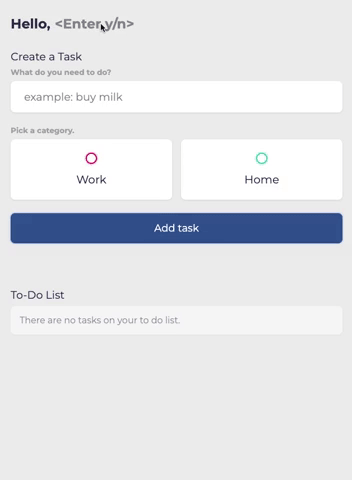 Hello, <Enter y/n>
Create a Task
What do you need to do?
example: buy milk
Pick a category.
Work
Home
Add task
To-Do List
There are no tasks on your to do list.